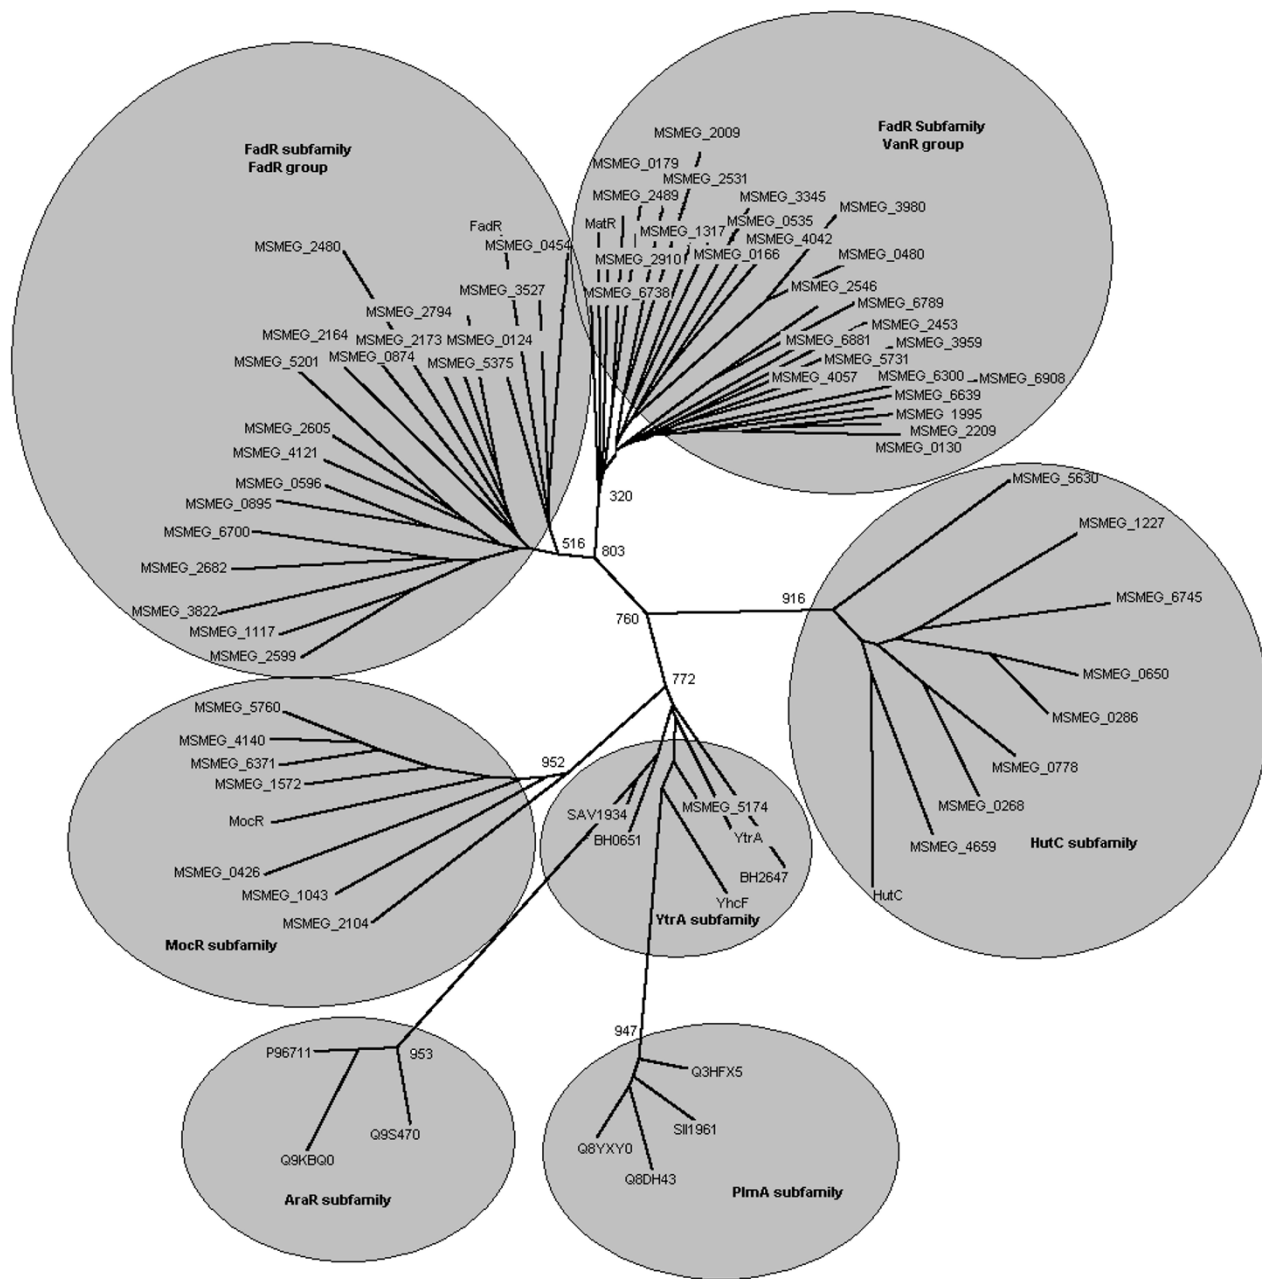 FadR subfamily
FadR group
FadR Subfamily
VanR group
MSMEG_2009
MSMEG_0179
MSMEG_2531
MSMEG_2489
MSMEG_3345
MSMEG_3980
MatR
MSMEG_1317
MSMEG_0535
MSMEG_4042
MSMEG_2910
MSMEG_0166
MSMEG_0480
MSMEG_6738
MSMEG_2546
MSMEG_6789
MSMEG_2453
MSMEG_6881
MSMEG_3959
MSMEG_5731
MSMEG_4057
MSMEG_6300
MSMEG_6908
MSMEG_6639
MSMEG_1995
MSMEG_2209
MSMEG_0130
FadR
MSMEG_0454
MSMEG_2480
MSMEG_3527
MSMEG_2794
MSMEG_2164
MSMEG_2173
MSMEG_0124
MSMEG_5201
MSMEG_0874
MSMEG_5375
MSMEG_2605
MSMEG_4121
MSMEG_0596
MSMEG_0895
MSMEG_6700
MSMEG_2682
MSMEG_3822
MSMEG_1117
MSMEG_2599
320
516
803
760
916
772
952
947
953
MSMEG_5630
MSMEG_1227
MSMEG_6745
MSMEG_0650
MSMEG_0286
MSMEG_0778
MSMEG_0268
MSMEG_4659
HutC subfamily
HutC
MSMEG_5760
MSMEG_4140
MSMEG_6371
MSMEG_1572
MocR
MSMEG_0426
MSMEG_1043
MSMEG_2104
MocR subfamily
SAV1934
MSMEG_5174
BH0651
YtrA
BH2647
YhcF
YtrA subfamily
P96711
Q9S470
Q9KBQ0
AraR subfamily
Q3HFX5
Sll1961
Q8YXY0
Q8DH43
PlmA subfamily